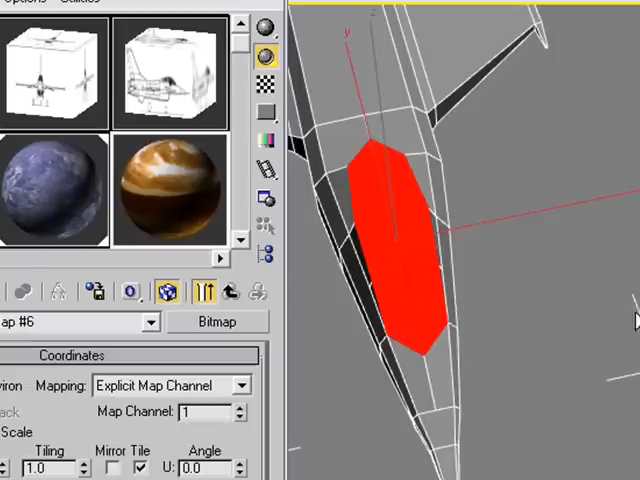 Options Utilities
y
z
ap #6 Bitmap
Coordinates
viron Mapping: Explicit Map Channel
ack Map Channel: 1
Scale
Tiling Mirror Tile Angle
1.0 U: 0.0